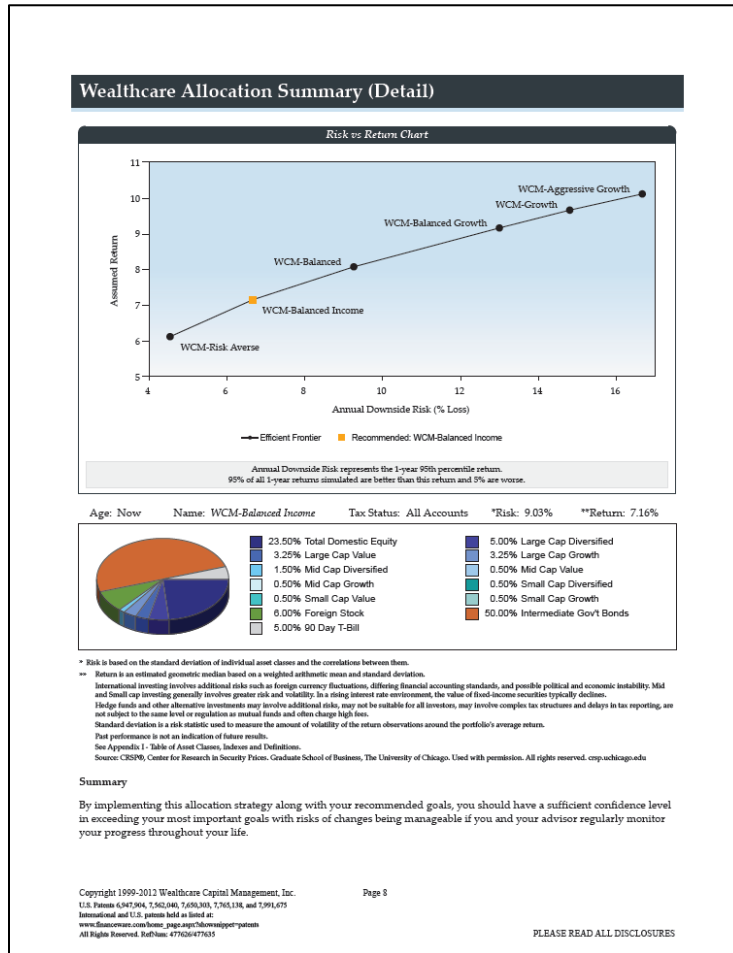 Wealthcare Allocation Summary (Detail)
Risk vs Return Chart
11
10
9
8
7
6
5
Assumed Return
WCM-Aggressive Growth
WCM-Growth
WCM-Balanced Growth
WCM-Balanced
WCM-Balanced Income
WCM-Risk Averse
4 6 8 10 12 14 16
Annual Downside Risk (% Loss)
Efficient Frontier Recommended: WCM-Balanced Income
Annual Downside Risk represents the 1-year 95th percentile return.
95% of all 1-year returns simulated are better than this return and 5% are worse.
Age: Now Name: WCM-Balanced Income Tax Status: All Accounts *Risk: 9.03% **Return: 7.16%
23.50% Total Domestic Equity 5.00% Large Cap Diversified
3.25% Large Cap Value 3.25% Large Cap Growth
1.50% Mid Cap Diversified 0.50% Mid Cap Value
0.50% Mid Cap Growth 0.50% Small Cap Diversified
0.50% Small Cap Value 0.50% Small Cap Growth
6.00% Foreign Stock 50.00% Intermediate Gov't Bonds
5.00% 90 Day T-Bill
* Risk is based on the standard deviation of individual asset classes and the correlations between them.
** Return is an estimated geometric median based on a weighted arithmetic mean and standard deviation.
International investing involves additional risks such as foreign currency fluctuations, differing financial accounting standards, and possible political and economic instability. Mid
and Small cap investing generally involves greater risk and volatility. In a rising interest rate environment, the value of fixed-income securities typically declines.
Hedge funds and other alternative investments may involve additional risks, may not be suitable for all investors, may involve complex tax structures and delays in tax reporting, are
not subject to the same level or regulation as mutual funds and often charge high fees.
Standard deviation is a risk statistic used to measure the amount of volatility of the return observations around the portfolio's average return.
Past performance is not an indication of future results.
See Appendix I - Table of Asset Classes, Indexes and Definitions.
Source: CRSP®, Center for Research in Security Prices. Graduate School of Business, The University of Chicago. Used with permission. All rights reserved. crsp.uchicago.edu
Summary
By implementing this allocation strategy along with your recommended goals, you should have a sufficient confidence level
in exceeding your most important goals with risks of changes being manageable if you and your advisor regularly monitor
your progress throughout your life.
Copyright 1999-2012 Wealthcare Capital Management, Inc. Page 8
U.S. Patents 6,947,904, 7,562,040, 7,650,303, 7,765,138, and 7,991,675
International and U.S. patents held as listed at:
www.financeware.com/home_page.aspx?showsnippet=patents
All Rights Reserved. RefNum: 477626/477635 PLEASE READ ALL DISCLOSURES